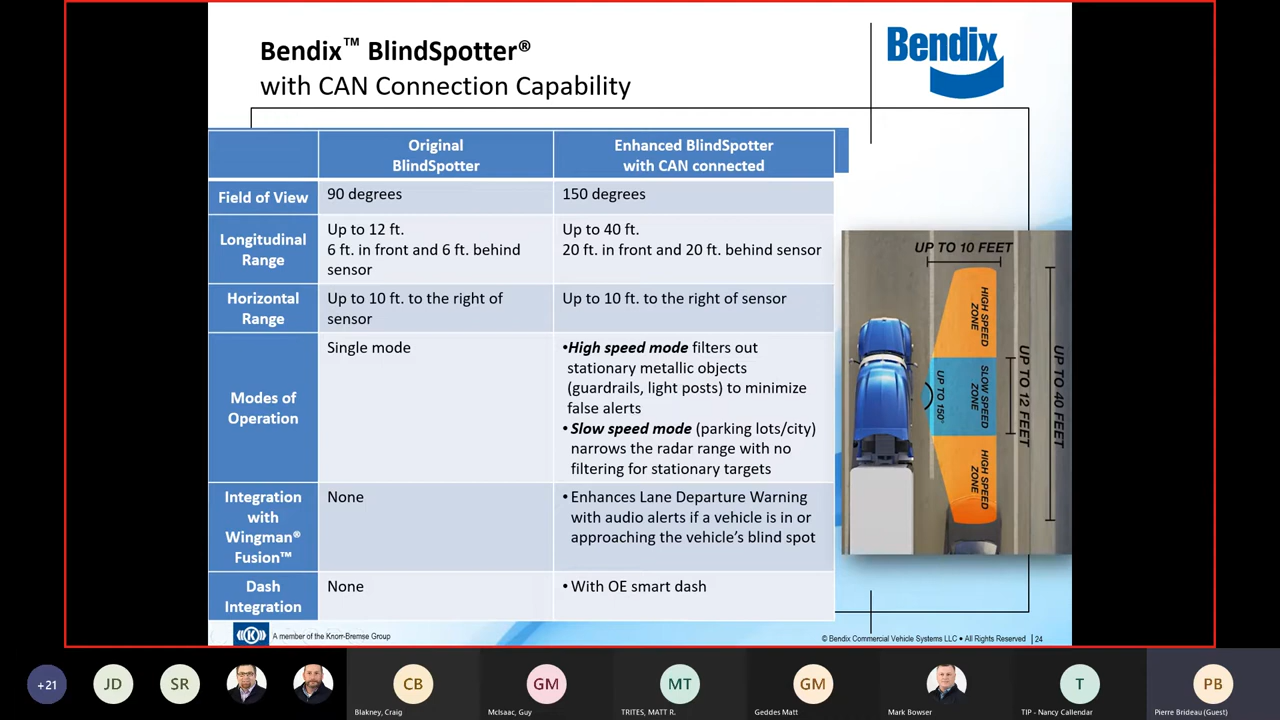 Bendix™ BlindSpotter®
with CAN Connection Capability
Bendix
Original
BlindSpotter
Enhanced BlindSpotter
with CAN connected
Field of View
90 degrees
150 degrees
Longitudinal
Range
Up to 12 ft.
6 ft. in front and 6 ft. behind
sensor
Up to 40 ft.
20 ft. in front and 20 ft. behind sensor
Horizontal
Range
Up to 10 ft. to the right of
sensor
Up to 10 ft. to the right of sensor
Modes of
Operation
Single mode
•High speed mode filters out
stationary metallic objects
(guardrails, light posts) to minimize
false alerts
•Slow speed mode (parking lots/city)
narrows the radar range with no
filtering for stationary targets
Integration
with
Wingman®
Fusion™
None
•Enhances Lane Departure Warning
with audio alerts if a vehicle is in or
approaching the vehicle's blind spot
Dash
Integration
None
•With OE smart dash
UP TO 10 FEET
HIGH SPEED
ZONE
SLOW SPEED
ZONE
UP TO 150°
HIGH SPEED
ZONE
UP TO 12 FEET
UP TO 40 FEET
K
A member of the Knorr-Bremse Group
© Bendix Commercial Vehicle Systems LLC • All Rights Reserved | 24
+21
JD
SR
CB
Blakney, Craig
GM
McIsaac, Guy
MT
TRITES, MATT R.
GM
Geddes Matt
Mark Bowser
T
TIP - Nancy Callendar
PB
Pierre Brideau (Guest)